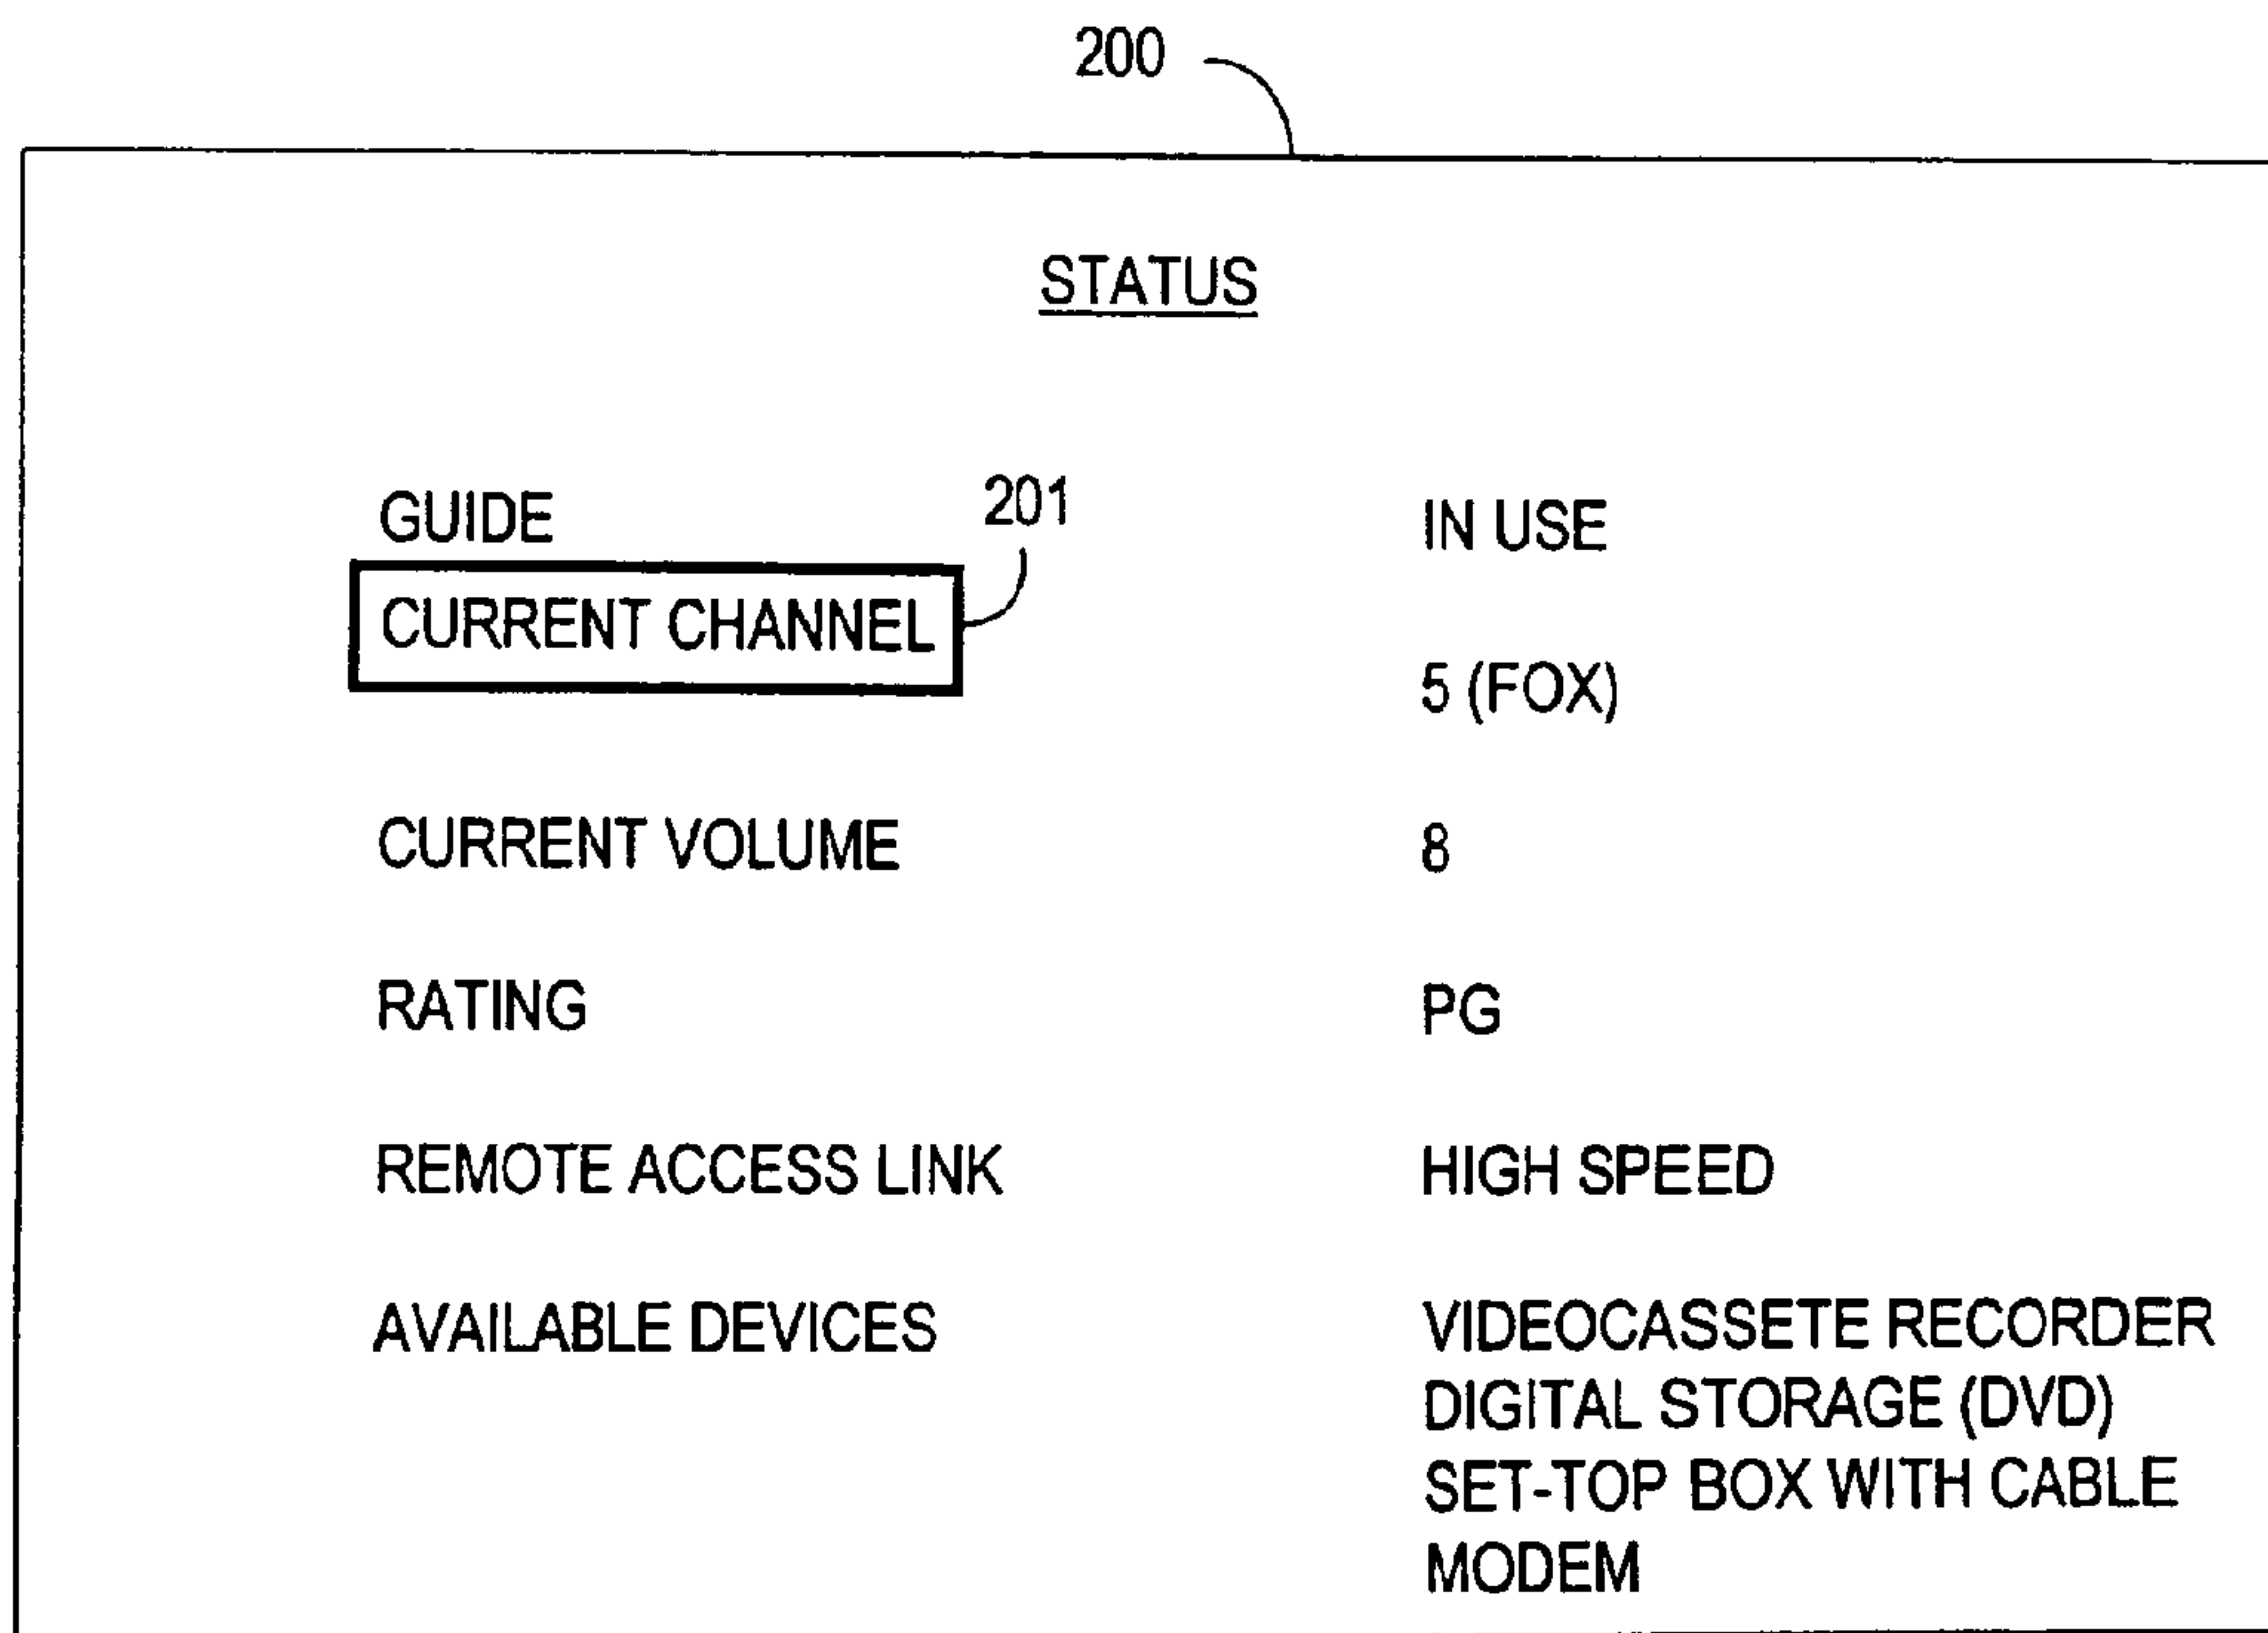 200
STATUS
GUIDE
201
IN USE
CURRENT CHANNEL
5 (FOX)
CURRENT VOLUME
8
RATING
PG
REMOTE ACCESS LINK
HIGH SPEED
AVAILABLE DEVICES
VIDEOCASSETE RECORDER
DIGITAL STORAGE (DVD)
SET-TOP BOX WITH CABLE
MODEM